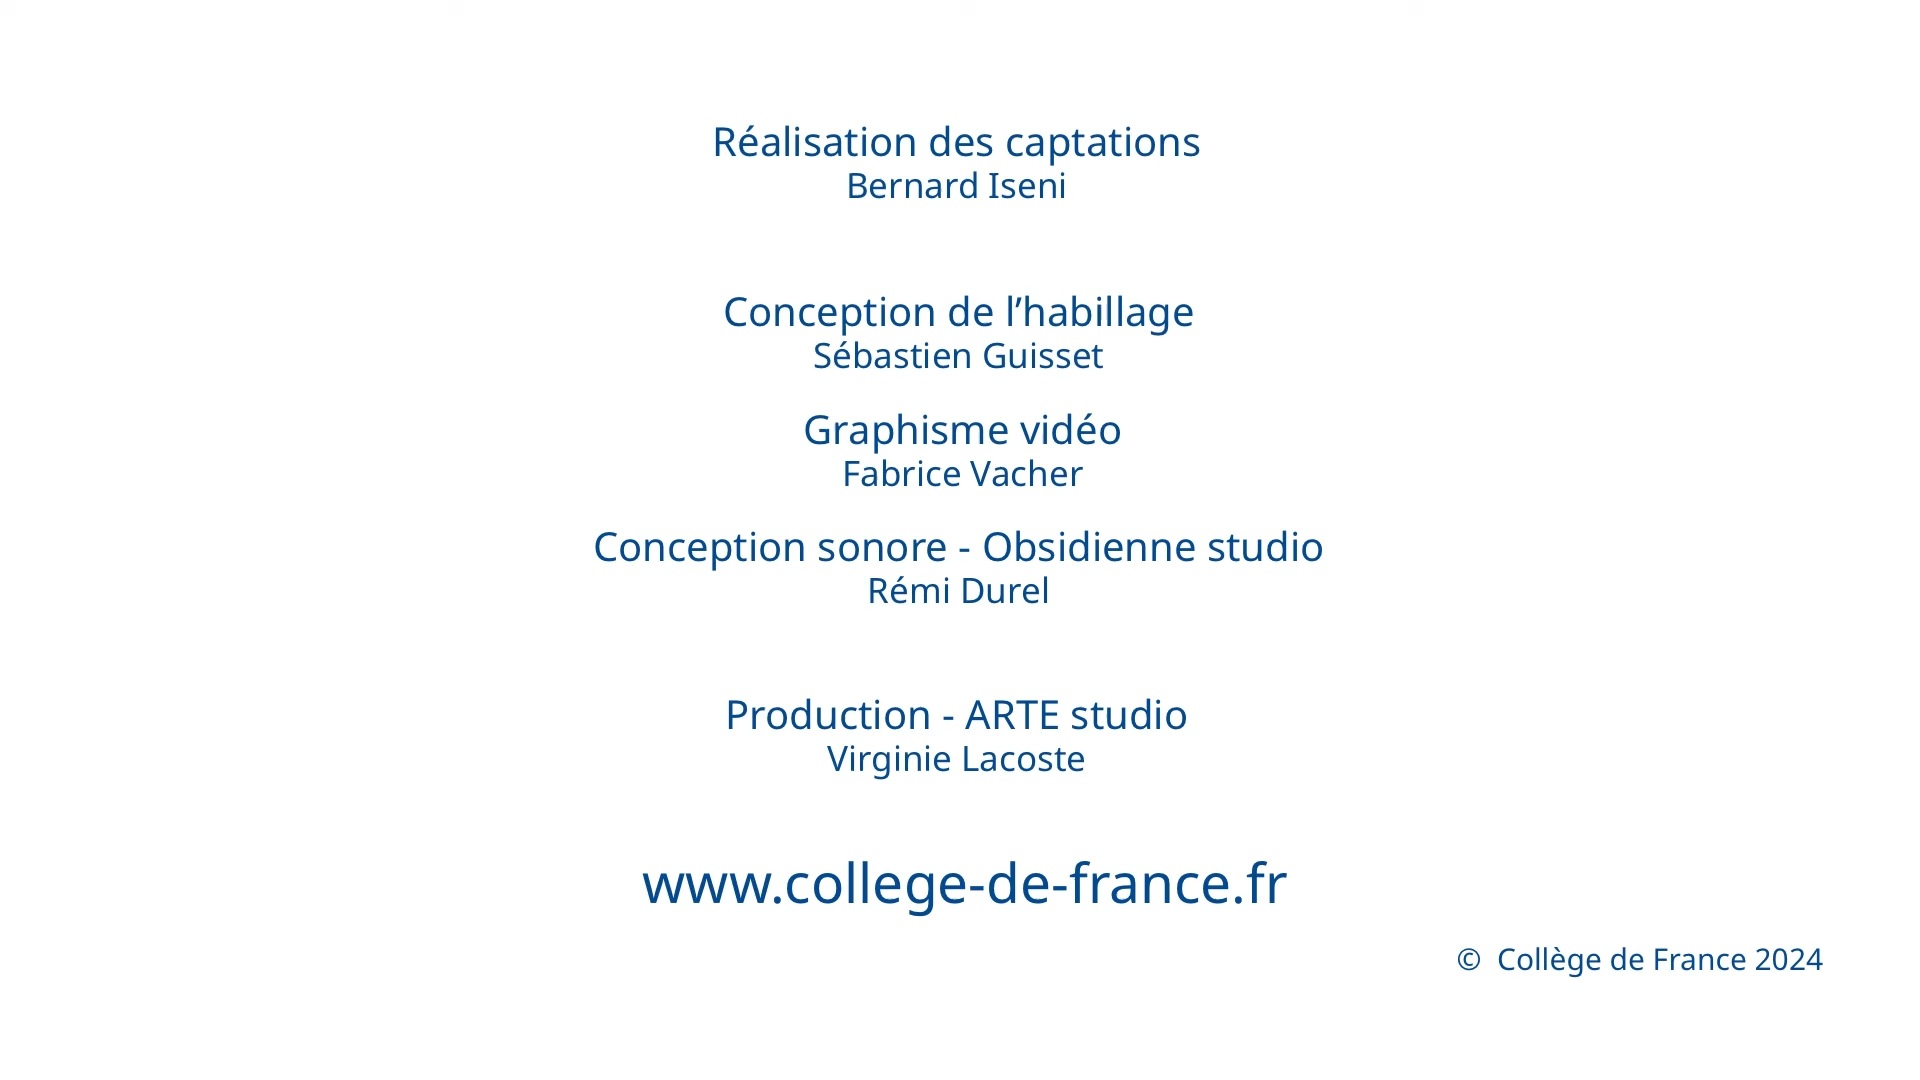 Réalisation des captations
Bernard Iseni
Conception de l’habillage
Sébastien Guisset
Graphisme vidéo
Fabrice Vacher
Conception sonore - Obsidienne studio
Rémi Durel
Production - ARTE studio
Virginie Lacoste
www.college-de-france.fr
© Collège de France 2024